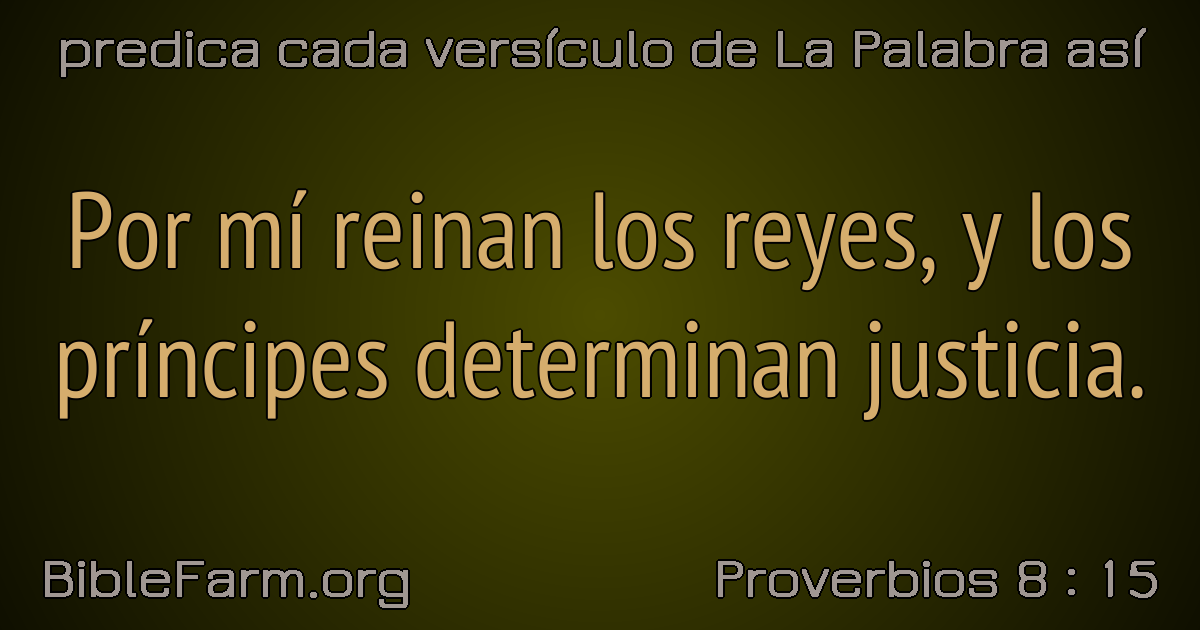 predica cada versículo de La Palabra así
Por mí reinan los reyes, y los
príncipes determinan justicia.
BibleFarm.org
Proverbios 8 : 15